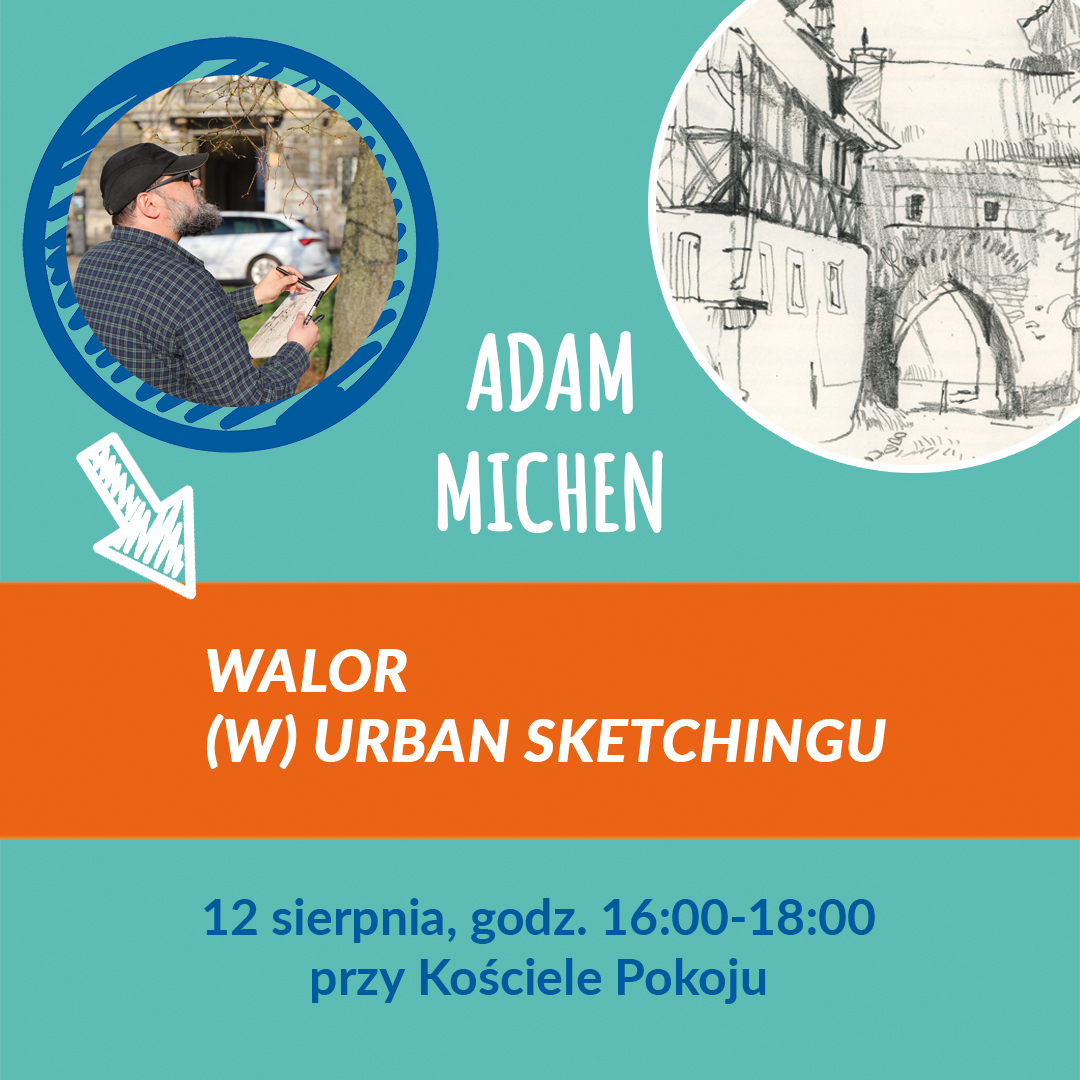 ADAM
MICHEN
WALOR
(W) URBAN SKETCHINGU
12 sierpnia, godz. 16:00-18:00
przy Kościele Pokoju